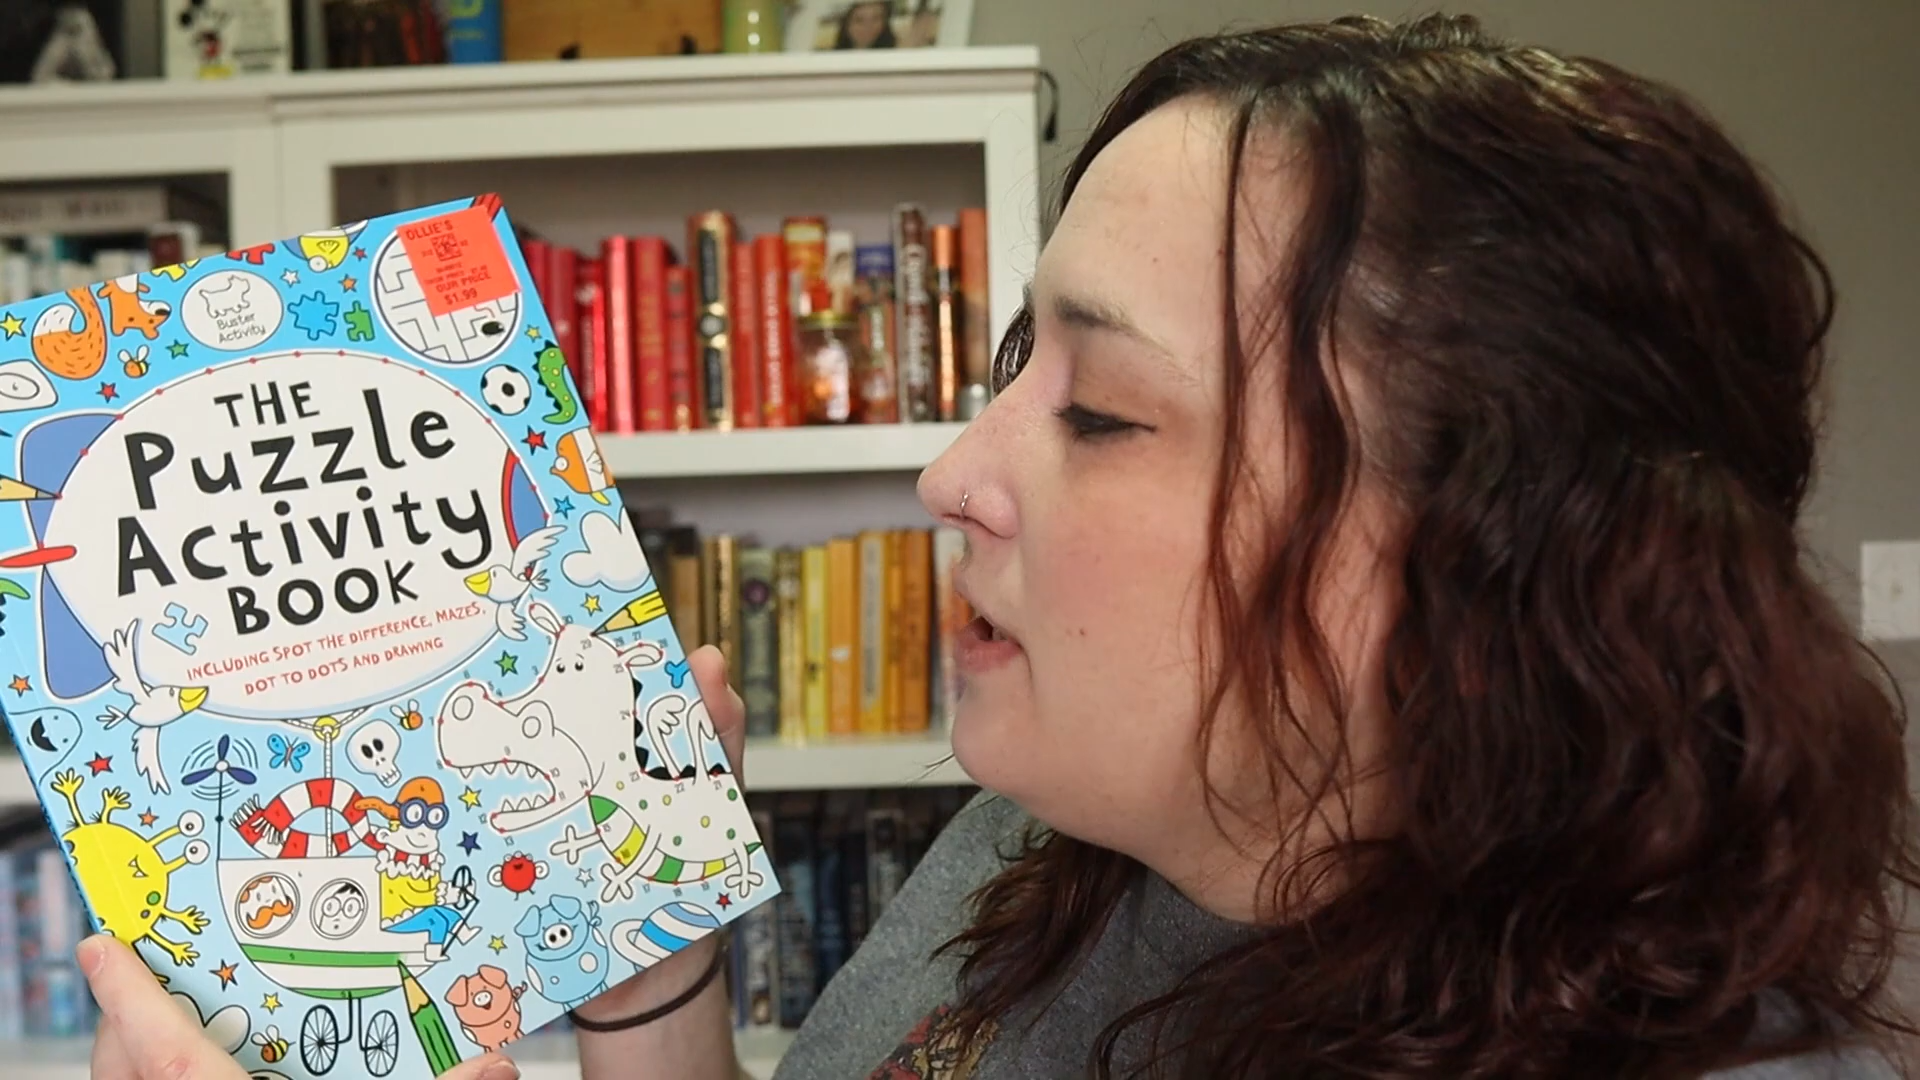 OLLIE'S
OUR PRICE
$1.99
Buster
Activity
THE
Puzzle
Activity
BOOK
INCLUDING SPOT THE DIFFERENCE, MAZES,
DOT TO DOTS AND DRAWING